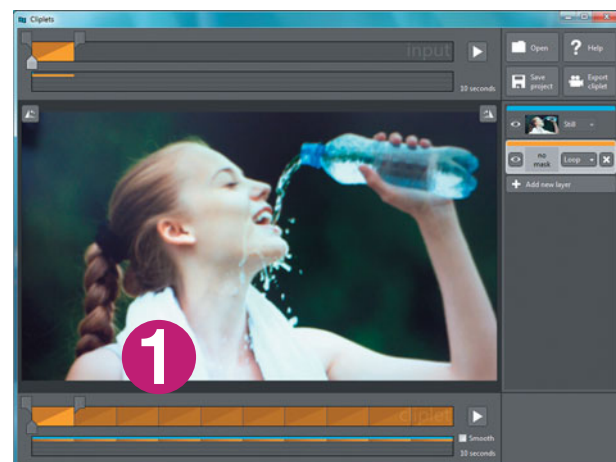 Cliplets
input
10 seconds
Open
Help
Save
project
Export
cliplet
Still
no
mask
Loop
Add new layer
1
cliplet
Smooth
10 seconds